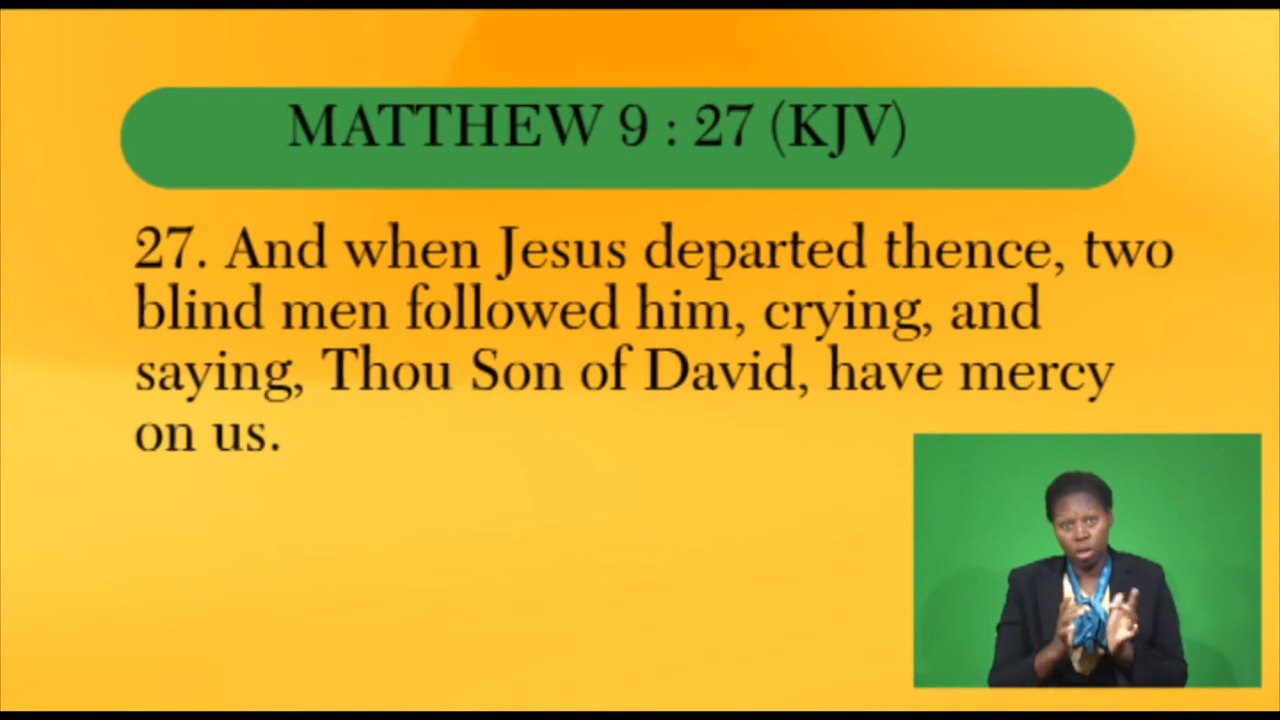 MATTHEW 9 : 27 (KJV)
27. And when Jesus departed thence, two
blind men followed him, crying, and
saying, Thou Son of David, have mercy
on us.